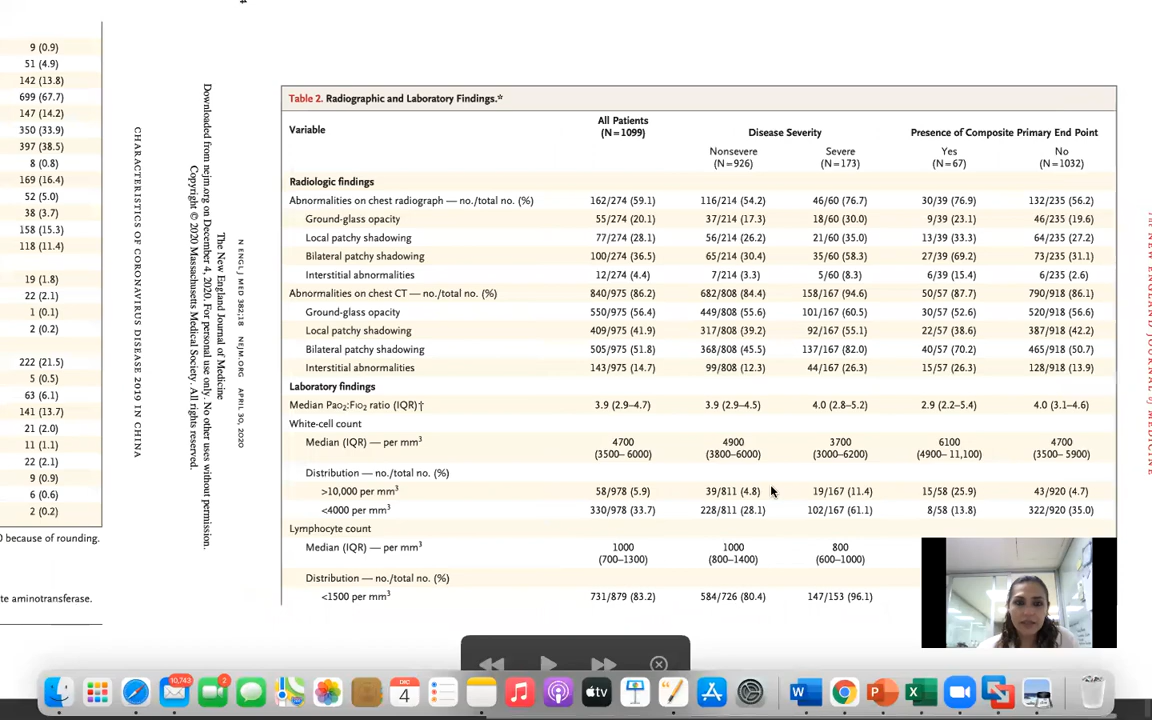 9 (0.9)
51 (4.9)
142 (13.8)
699 (67.7)
147 (14.2)
350 (33.9)
397 (38.5)
8 (0.8)
169 (16.4)
52 (5.0)
38 (3.7)
158 (15.3)
118 (11.4)
19 (1.8)
22 (2.1)
1 (0.1)
2 (0.2)
222 (21.5)
5 (0.5)
63 (6.1)
141 (13.7)
21 (2.0)
11 (1.1)
22 (2.1)
9 (0.9)
6 (0.6)
2 (0.2)
because of rounding.
te aminotransferase.
CHARACTERISTICS OF CORONAVIRUS DISEASE 2019 IN CHINA
N ENGL J MED 382;18 NEJM.ORG APRIL 30, 2020
The New England Journal of Medicine
Downloaded from nejm.org on December 4, 2020. For personal use only. No other uses without permission.
Copyright © 2020 Massachusetts Medical Society. All rights reserved.
Table 2. Radiographic and Laboratory Findings.*
Variable All Patients (N=1099) Disease Severity Presence of Composite Primary End Point
Nonsevere (N=926) Severe (N=173) Yes (N=67) No (N=1032)
Radiologic findings
Abnormalities on chest radiograph — no./total no. (%) 162/274 (59.1) 116/214 (54.2) 46/60 (76.7) 30/39 (76.9) 132/235 (56.2)
Ground-glass opacity 55/274 (20.1) 37/214 (17.3) 18/60 (30.0) 9/39 (23.1) 46/235 (19.6)
Local patchy shadowing 77/274 (28.1) 56/214 (26.2) 21/60 (35.0) 13/39 (33.3) 64/235 (27.2)
Bilateral patchy shadowing 100/274 (36.5) 65/214 (30.4) 35/60 (58.3) 27/39 (69.2) 73/235 (31.1)
Interstitial abnormalities 12/274 (4.4) 7/214 (3.3) 5/60 (8.3) 6/39 (15.4) 6/235 (2.6)
Abnormalities on chest CT — no./total no. (%) 840/975 (86.2) 682/808 (84.4) 158/167 (94.6) 50/57 (87.7) 790/918 (86.1)
Ground-glass opacity 550/975 (56.4) 449/808 (55.6) 101/167 (60.5) 30/57 (52.6) 520/918 (56.6)
Local patchy shadowing 409/975 (41.9) 317/808 (39.2) 92/167 (55.1) 22/57 (38.6) 387/918 (42.2)
Bilateral patchy shadowing 505/975 (51.8) 368/808 (45.5) 137/167 (82.0) 40/57 (70.2) 465/918 (50.7)
Interstitial abnormalities 143/975 (14.7) 99/808 (12.3) 44/167 (26.3) 15/57 (26.3) 128/918 (13.9)
Laboratory findings
Median PaO2:FiO2 ratio (IQR)† 3.9 (2.9–4.7) 3.9 (2.9–4.5) 4.0 (2.8–5.2) 2.9 (2.2–5.4) 4.0 (3.1–4.6)
White-cell count
Median (IQR) — per mm3 4700 (3500–6000) 4900 (3800–6000) 3700 (3000–6200) 6100 (4900–11,100) 4700 (3500–5900)
Distribution — no./total no. (%)
>10,000 per mm3 58/978 (5.9) 39/811 (4.8) 19/167 (11.4) 15/58 (25.9) 43/920 (4.7)
<4000 per mm3 330/978 (33.7) 228/811 (28.1) 102/167 (61.1) 8/58 (13.8) 322/920 (35.0)
Lymphocyte count
Median (IQR) — per mm3 1000 (700–1300) 1000 (800–1400) 800 (600–1000)
Distribution — no./total no. (%)
<1500 per mm3 731/879 (83.2) 584/726 (80.4) 147/153 (96.1)
THE NEW ENGLAND JOURNAL of MEDICINE
10,743
2
DEC
4
tv
W
P
X